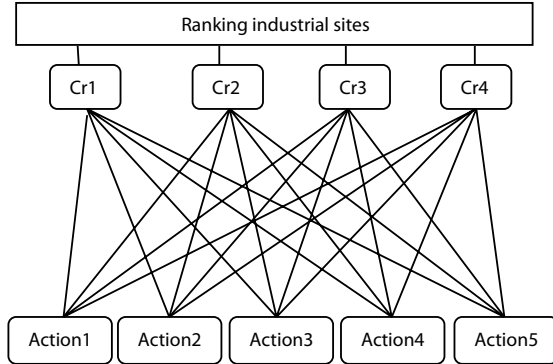 Ranking industrial sites
Cr1 Cr2 Cr3 Cr4
Action1 Action2 Action3 Action4 Action5